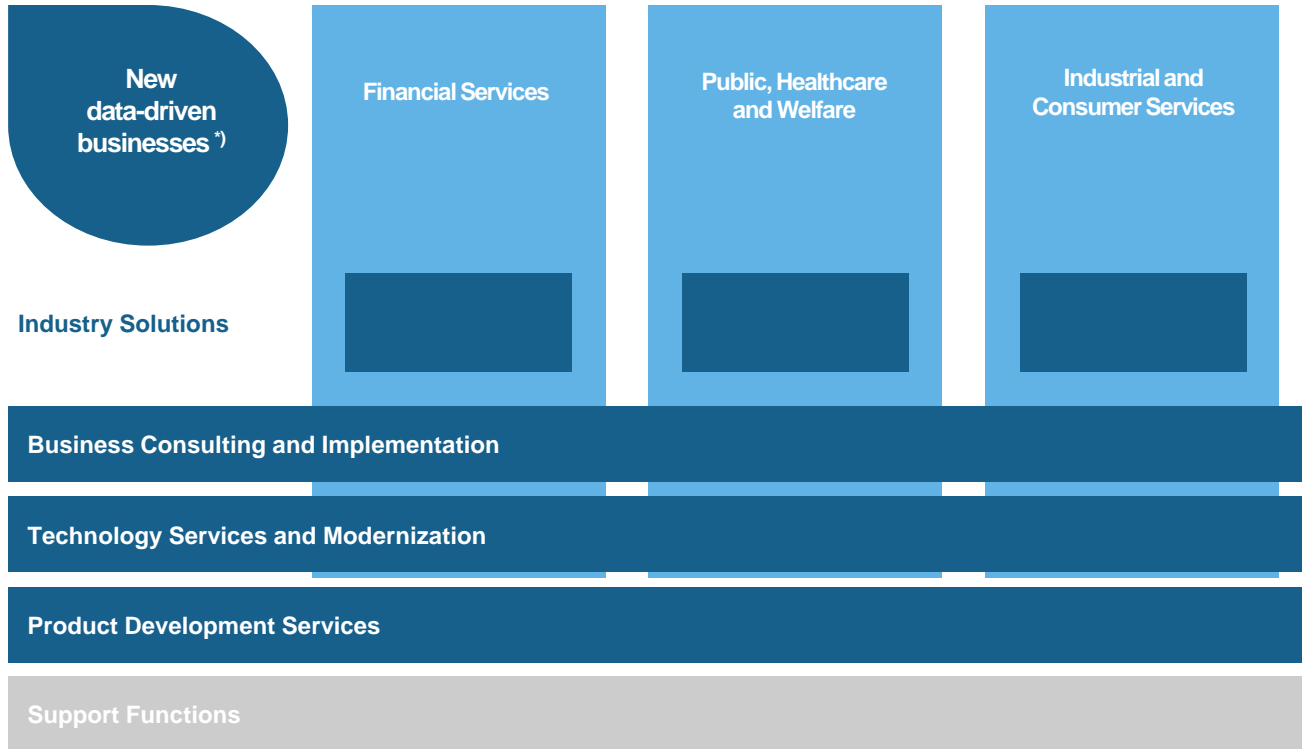 New
data-driven
businesses *)
Financial Services
Public, Healthcare
and Welfare
Industrial and
Consumer Services
Industry Solutions
Business Consulting and Implementation
Technology Services and Modernization
Product Development Services
Support Functions